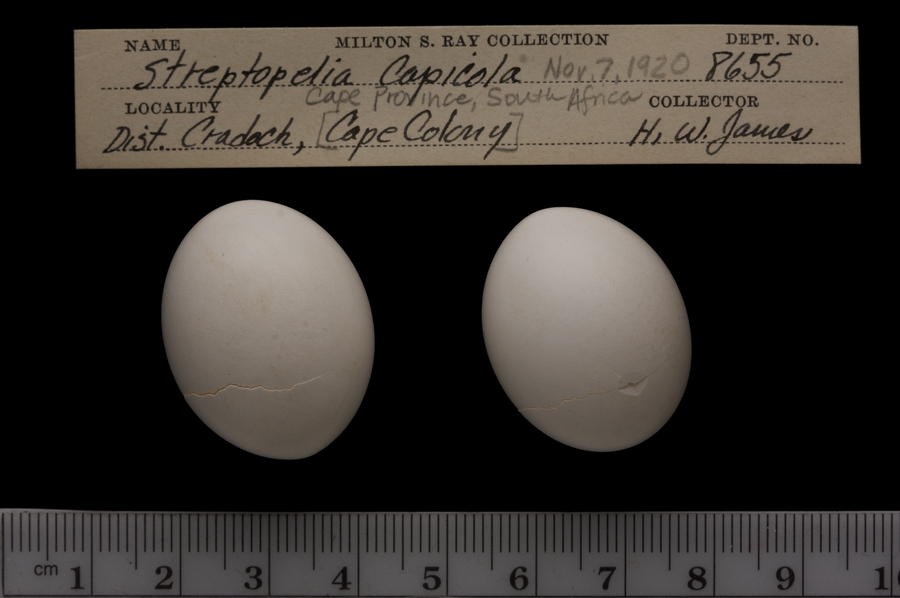 NAME MILTON S. RAY COLLECTION DEPT. NO.
Streptopelia Capicola Nov. 7, 1920 8655
Cape Province, South Africa
LOCALITY COLLECTOR
Dist. Cradock, [Cape Colony] H. W. James
cm 1 2 3 4 5 6 7 8 9